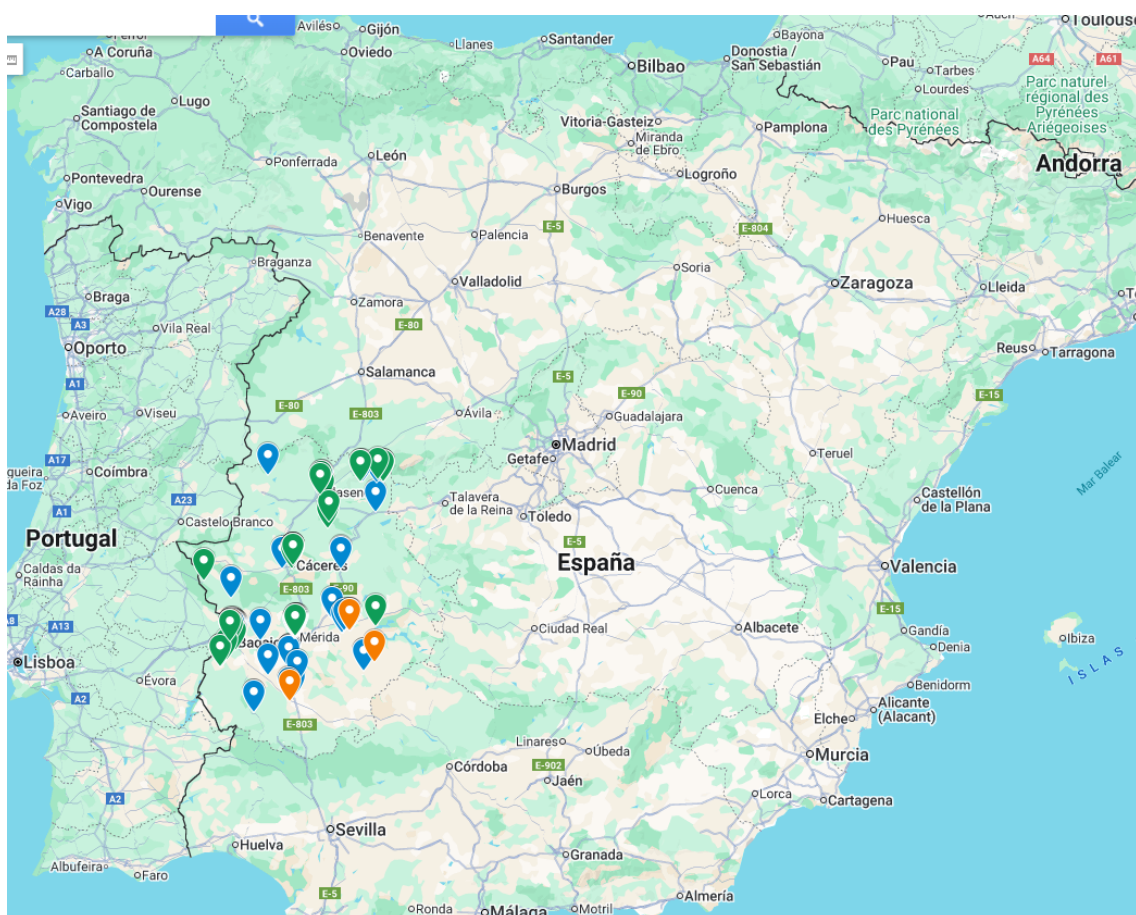 Avilés
Gijón
Toulouse
A Coruña
Oviedo
Llanes
Santander
Bayona
Carballo
Bilbao
Donostia /
San Sebastián
Pau
Tarbes
A64
A61
Lugo
Lourdes
Parc naturel
régional des
Pyrénées
Ariégeoises
Santiago de
Compostela
Vitoria-Gasteiz
Pamplona
Parc national
des Pyrénées
Miranda
de Ebro
Ponferrada
León
Logroño
Andorra
Pontevedra
Ourense
Burgos
Vigo
Huesca
Benavente
Palencia
E-5
E-804
Braganza
Soria
Valladolid
Zaragoza
Lleida
Braga
Zamora
A28
A3
Vila Real
E-80
Oporto
Reus
Tarragona
Salamanca
E-5
A1
E-80
E-803
E-90
E-15
Aveiro
Viseu
Ávila
Guadalajara
Madrid
Getafe
Teruel
A17
Coímbra
gueira
da Foz
Mar Balear
A23
Talavera
de la Reina
Cuenca
Castellón
de la Plana
A1
Castelo Branco
Toledo
Portugal
E-5
España
Valencia
Caldas da
Rainha
Cáceres
E-803
E-90
E-15
A13
Ciudad Real
Albacete
Gandía
Ibiza
Mérida
Denia
Lisboa
ISLAS
Évora
Benidorm
A2
Alicante
(Alacant)
E-803
Elche
Linares
Úbeda
Murcia
Córdoba
E-902
Jaén
A2
Lorca
Cartagena
Sevilla
Huelva
Granada
Albufeira
Faro
E-5
Almería
Ronda
Málaga
Motril